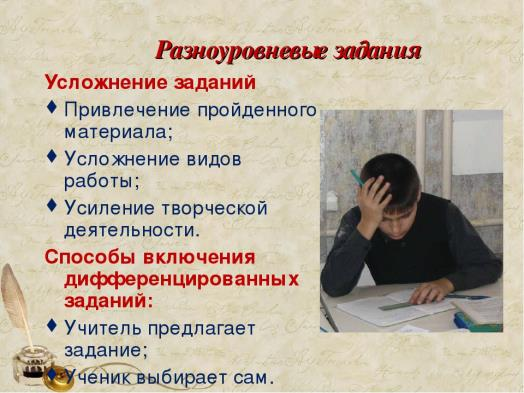 Разноуровневые задания
Усложнение заданий
Привлечение пройденного
материала;
Усложнение видов
работы;
Усиление творческой
деятельности.
Способы включения
дифференцированных
заданий:
Учитель предлагает
задание;
Ученик выбирает сам.